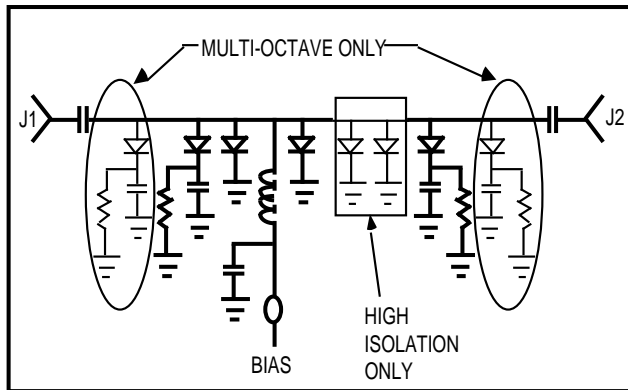 MULTI-OCTAVE ONLY
J1
J2
BIAS
HIGH
ISOLATION
ONLY